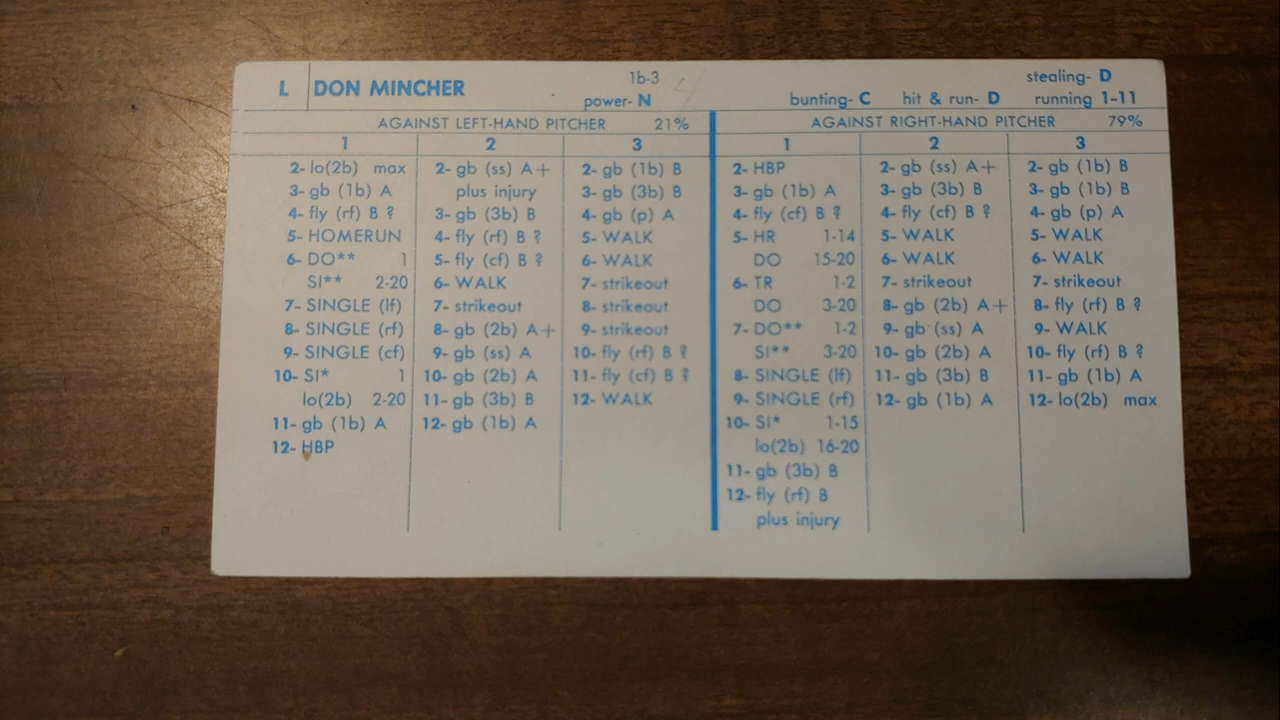 L DON MINCHER 1b-3 stealing- D
power- N bunting- C hit & run- D running 1-11
AGAINST LEFT-HAND PITCHER 21%
1 2 3
2- lo(2b) max
3- gb (1b) A
4- fly (rf) B ?
5- HOMERUN
6- DO** 1
SI** 2-20
7- SINGLE (lf)
8- SINGLE (rf)
9- SINGLE (cf)
10- SI* 1
lo(2b) 2-20
11- gb (1b) A
12- HBP
2- gb (ss) A+
plus injury
3- gb (3b) B
4- fly (rf) B ?
5- fly (cf) B ?
6- WALK
7- strikeout
8- gb (2b) A+
9- gb (ss) A
10- gb (2b) A
11- gb (3b) B
12- gb (1b) A
2- gb (1b) B
3- gb (3b) B
4- gb (p) A
5- WALK
6- WALK
7- strikeout
8- strikeout
9- strikeout
10- fly (rf) B ?
11- fly (cf) B ?
12- WALK
AGAINST RIGHT-HAND PITCHER 79%
1 2 3
2- HBP
3- gb (1b) A
4- fly (cf) B ?
5- HR 1-14
DO 15-20
6- TR 1-2
DO 3-20
7- DO** 1-2
SI** 3-20
8- SINGLE (lf)
9- SINGLE (rf)
10- SI* 1-15
lo(2b) 16-20
11- gb (3b) B
12- fly (rf) B
plus injury
2- gb (ss) A+
3- gb (3b) B
4- fly (cf) B ?
5- WALK
6- WALK
7- strikeout
8- gb (2b) A+
9- gb (ss) A
10- gb (2b) A
11- gb (3b) B
12- gb (1b) A
2- gb (1b) B
3- gb (1b) B
4- gb (p) A
5- WALK
6- WALK
7- strikeout
8- fly (rf) B ?
9- WALK
10- fly (rf) B ?
11- gb (1b) A
12- lo(2b) max